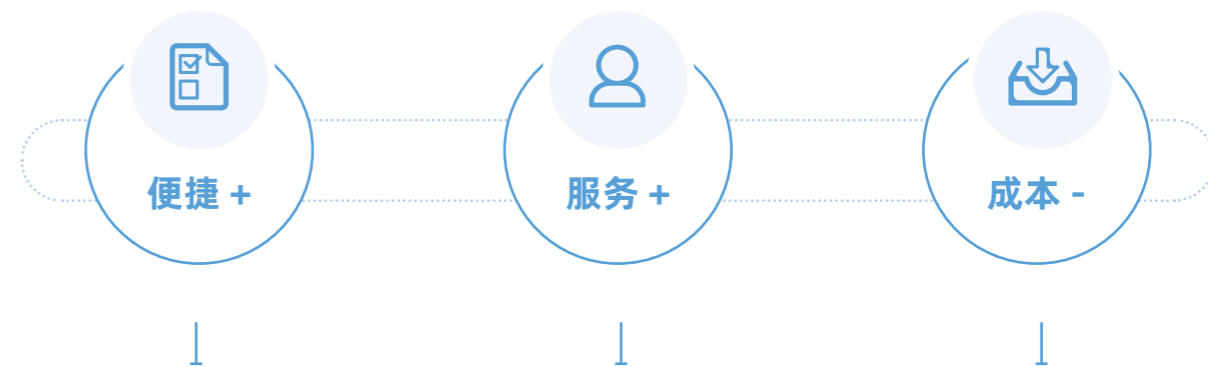 便捷 +
服务 +
成本 -